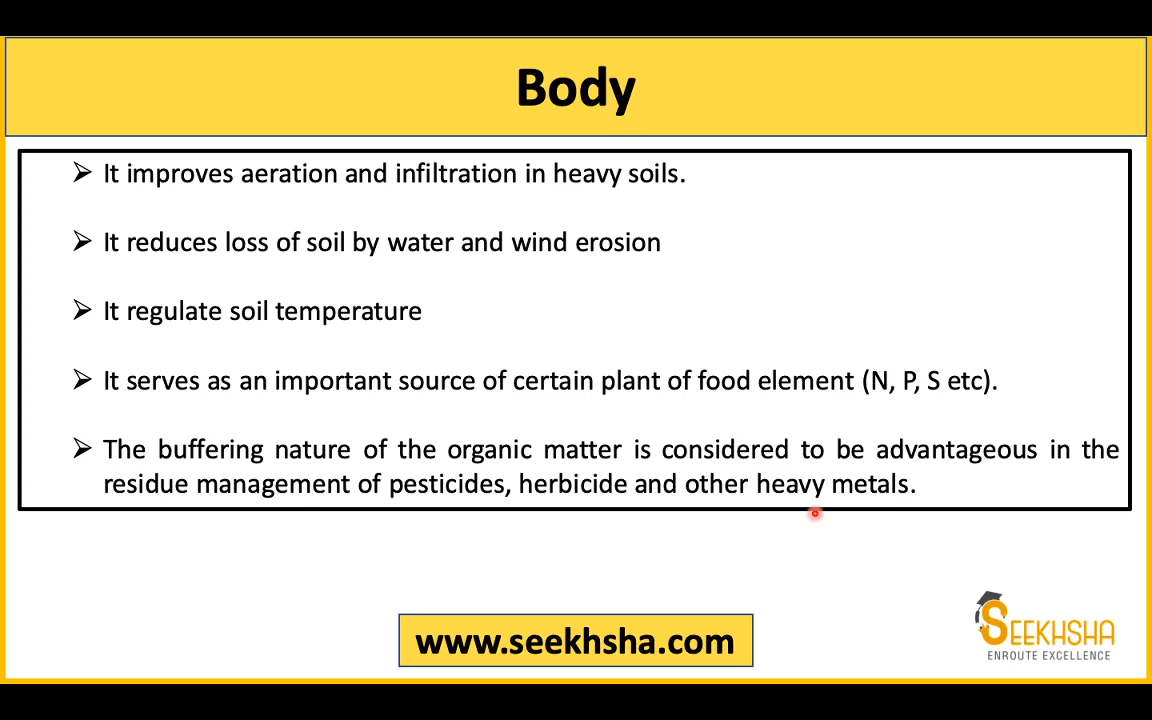 Body
➢ It improves aeration and infiltration in heavy soils.
➢ It reduces loss of soil by water and wind erosion
➢ It regulate soil temperature
➢ It serves as an important source of certain plant of food element (N, P, S etc).
➢ The buffering nature of the organic matter is considered to be advantageous in the
residue management of pesticides, herbicide and other heavy metals.
www.seekhsha.com
SEEKHSHA
ENROUTE EXCELLENCE